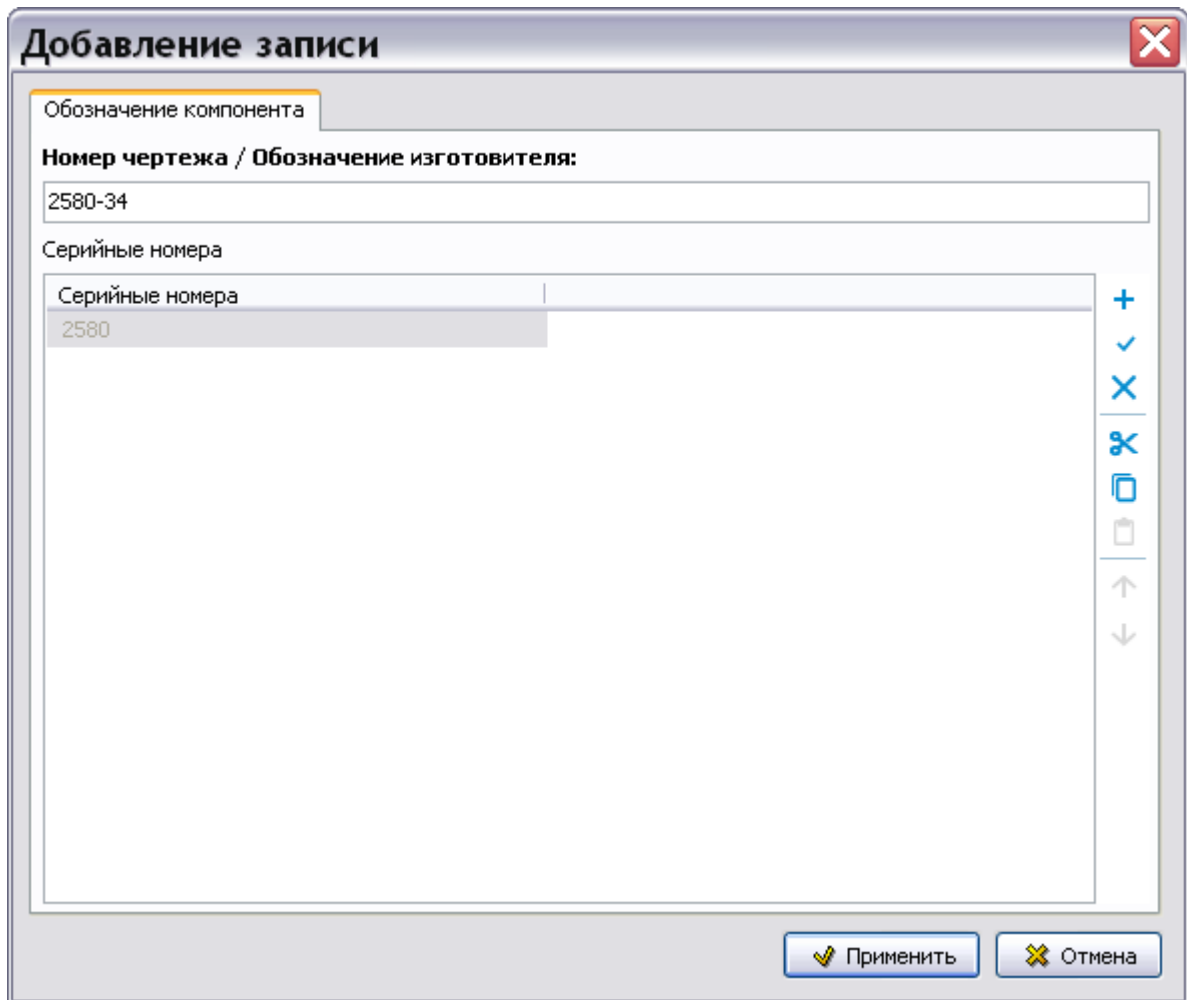 Добавление записи
Обозначение компонента
Номер чертежа / Обозначение изготовителя:
2580-34
Серийные номера
Серийные номера
2580
Применить
Отмена